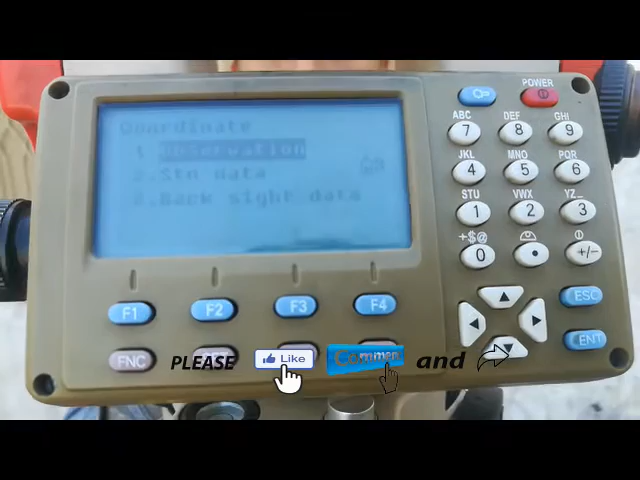 POWER
Coordinate
1.Observation
2.Stn data
2.Back sight data
ABC
DEF
GHI
7
8
9
JKL
MNO
PQR
4
5
6
STU
VWX
YZ_
1
2
3
+$@
0
•
+/-
F1
F2
F3
F4
ESC
ENT
FNC
PLEASE
Like
Commen
and